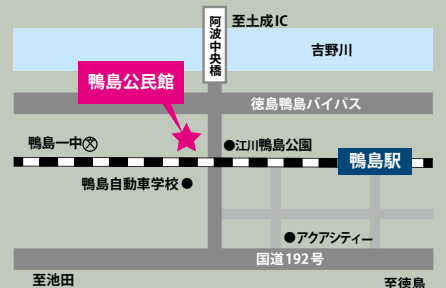 至土成IC
阿波中央橋
吉野川
鴨島公民館
徳島鴨島バイパス
鴨島一中㊛
●江川鴨島公園
鴨島駅
鴨島自動車学校●
●アクアシティー
国道192号
至池田
至徳島